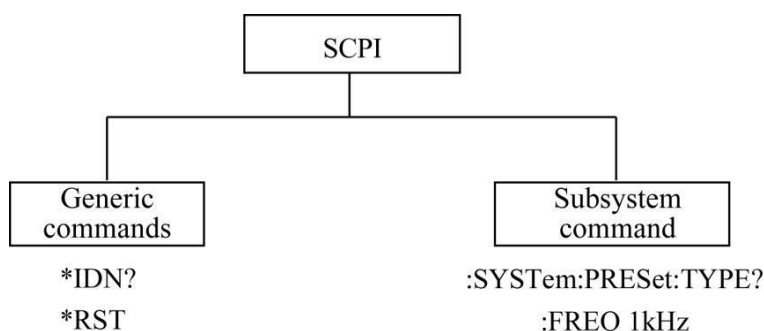 SCPI
Generic
commands
*IDN?
*RST
Subsystem
command
:SYSTem:PRESet:TYPE?
:FREQ 1kHz